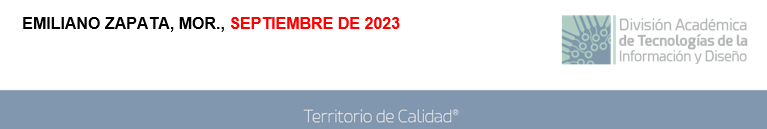 EMILIANO ZAPATA, MOR., SEPTIEMBRE DE 2023
División Académica
de Tecnologías de la
Información y Diseño
Territorio de Calidad®